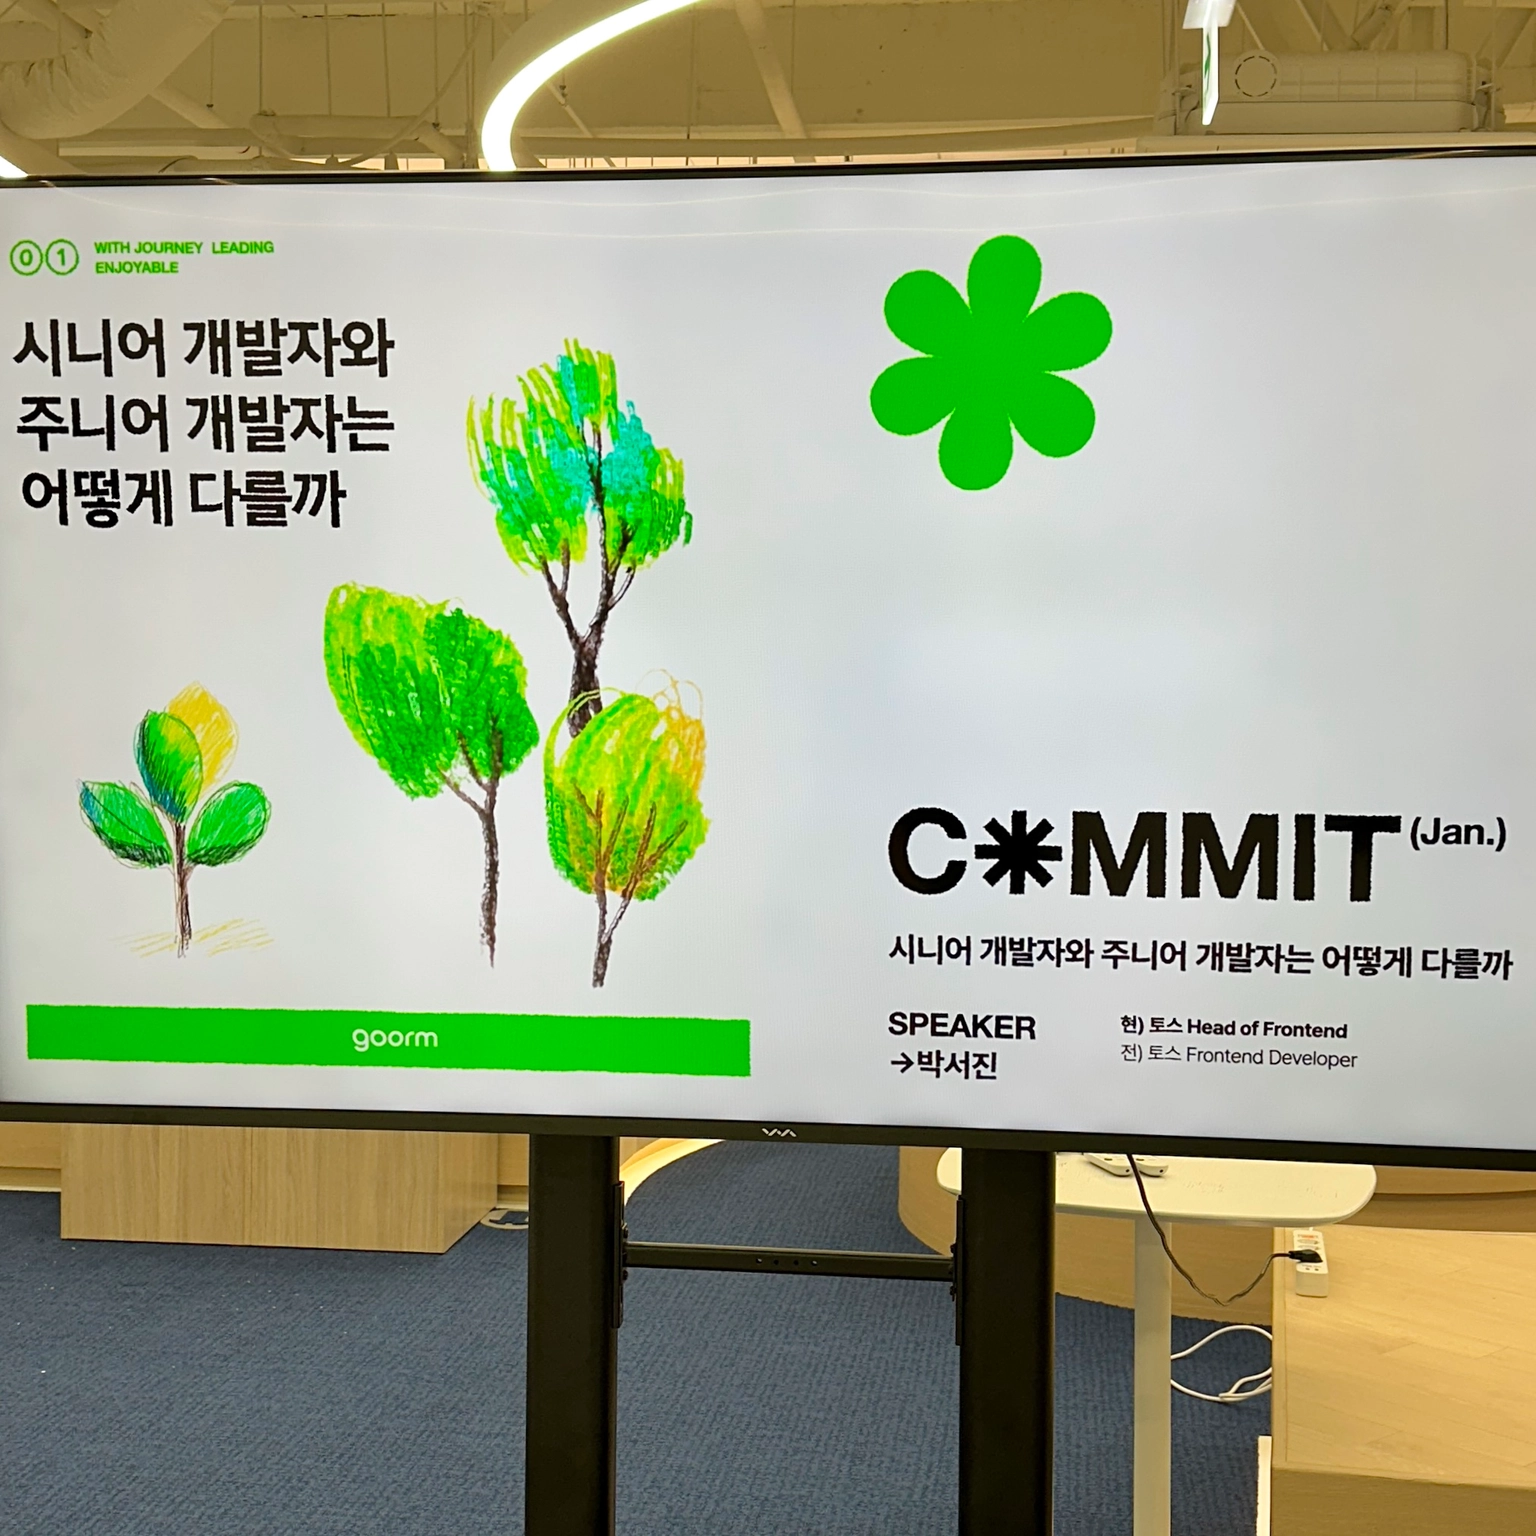 01 WITH JOURNEY LEADING
ENJOYABLE
시니어 개발자와
주니어 개발자는
어떻게 다를까
goorm
C*MMIT (Jan.)
시니어 개발자와 주니어 개발자는 어떻게 다를까
SPEAKER
→박서진
현) 토스 Head of Frontend
전) 토스 Frontend Developer